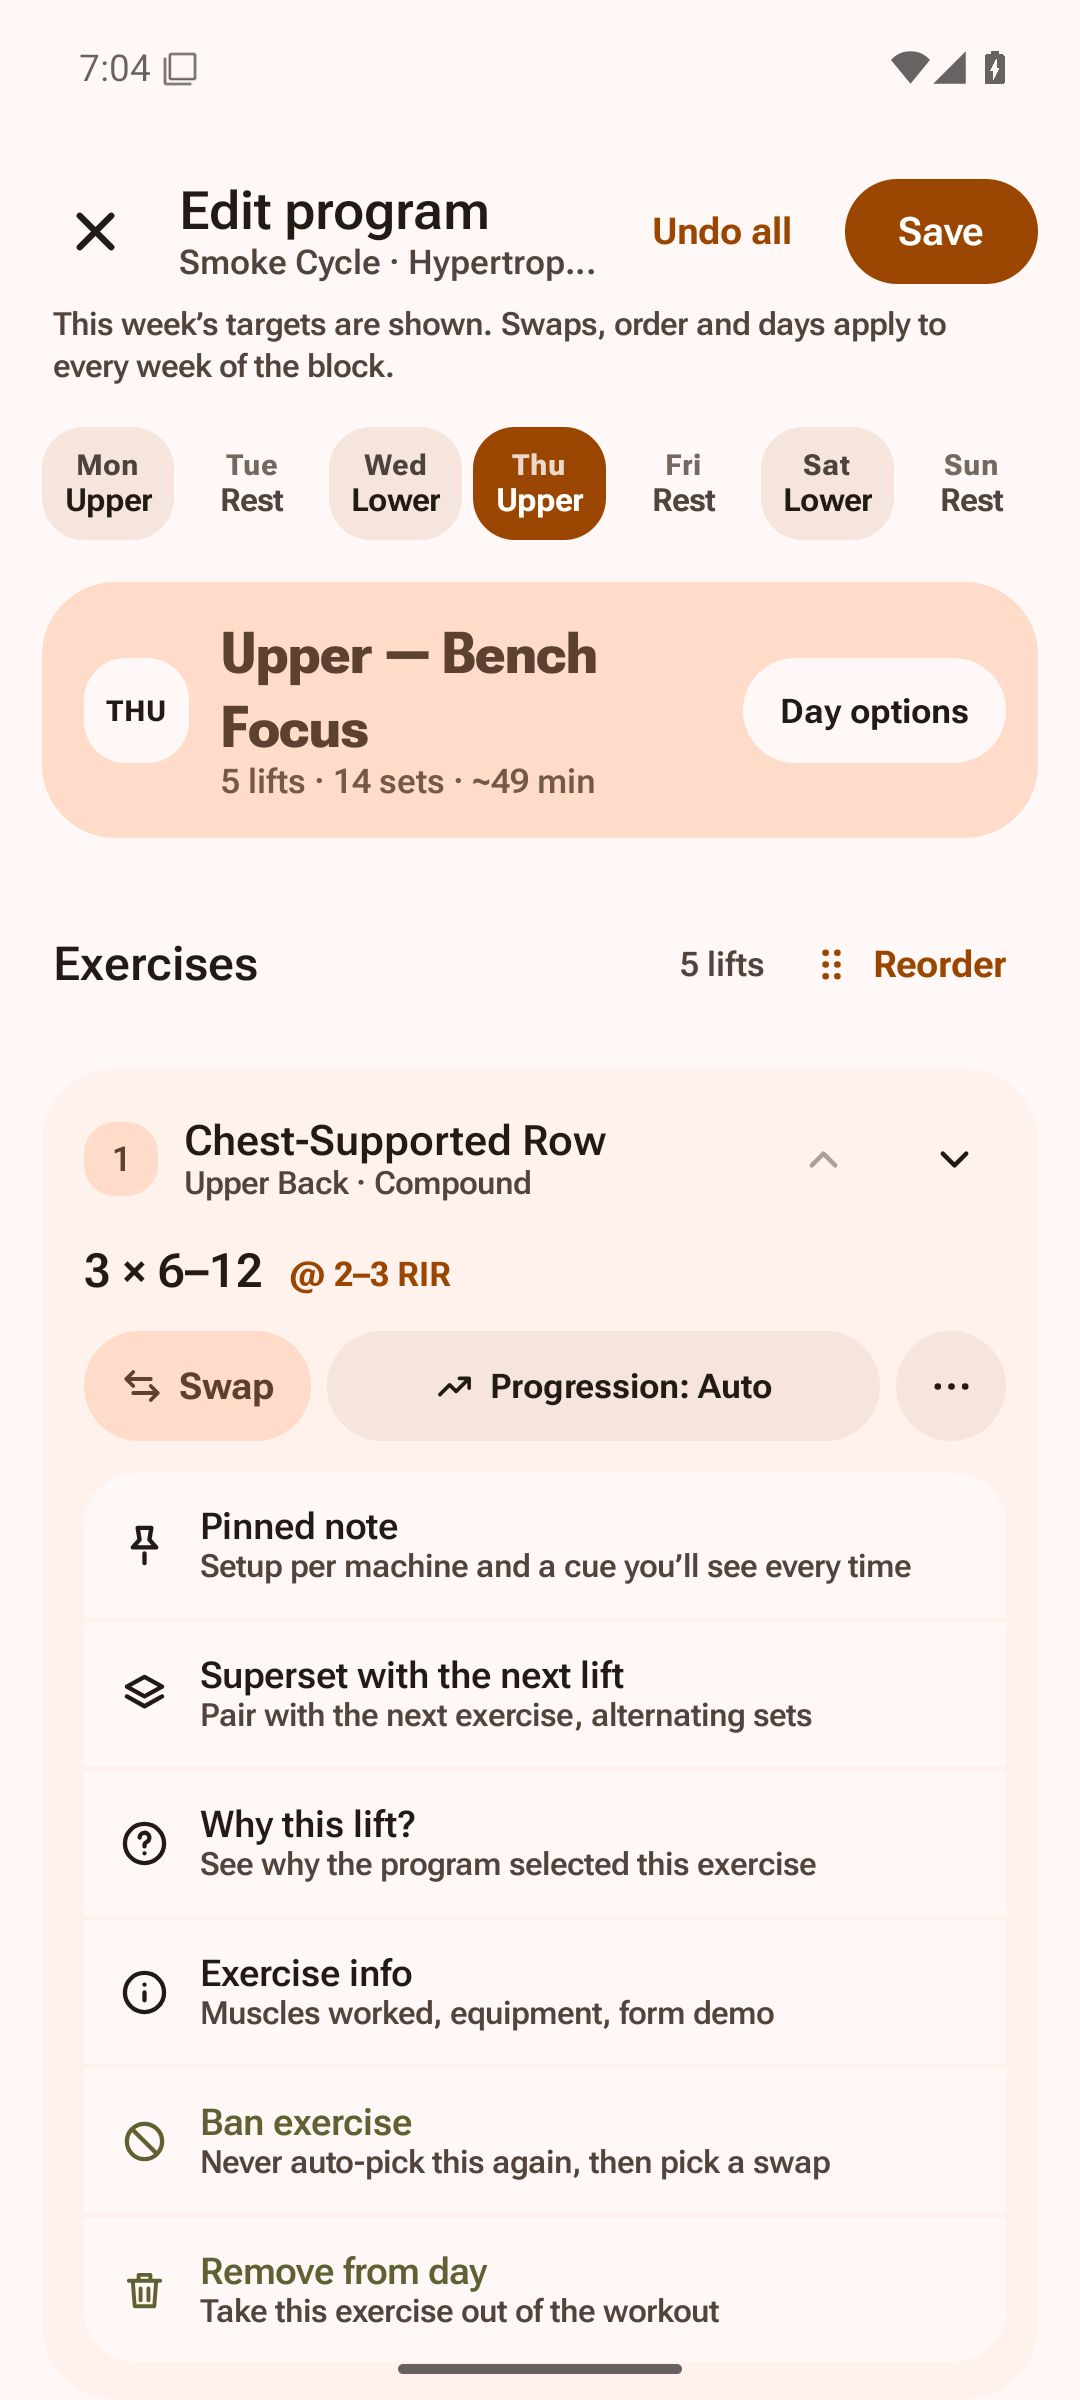 7:04
Edit program
Smoke Cycle · Hypertrop...
Undo all
Save
This week’s targets are shown. Swaps, order and days apply to
every week of the block.
Mon
Upper
Tue
Rest
Wed
Lower
Thu
Upper
Fri
Rest
Sat
Lower
Sun
Rest
THU
Upper — Bench
Focus
5 lifts · 14 sets · ~49 min
Day options
Exercises
5 lifts
Reorder
1
Chest-Supported Row
Upper Back · Compound
3 × 6–12 @ 2–3 RIR
Swap
Progression: Auto
Pinned note
Setup per machine and a cue you’ll see every time
Superset with the next lift
Pair with the next exercise, alternating sets
Why this lift?
See why the program selected this exercise
Exercise info
Muscles worked, equipment, form demo
Ban exercise
Never auto-pick this again, then pick a swap
Remove from day
Take this exercise out of the workout